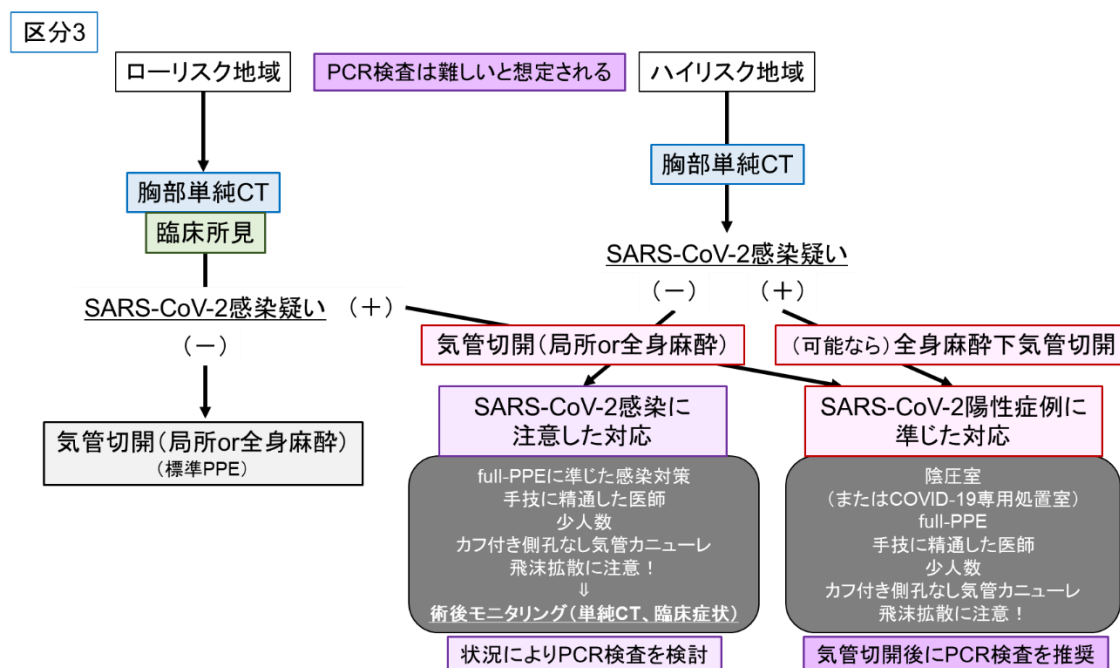 区分3
ローリスク地域
PCR検査は難しいと想定される
ハイリスク地域
胸部単純CT
臨床所見
胸部単純CT
SARS-CoV-2感染疑い
(－)
(＋)
SARS-CoV-2感染疑い
(＋)
(－)
気管切開(局所or全身麻酔)
(可能なら)全身麻酔下気管切開
気管切開(局所or全身麻酔)
(標準PPE)
SARS-CoV-2感染に
注意した対応
full-PPEに準じた感染対策
手技に精通した医師
少人数
カフ付き側孔なし気管カニューレ
飛沫拡散に注意！
⇓
術後モニタリング(単純CT、臨床症状)
状況によりPCR検査を検討
SARS-CoV-2陽性症例に
準じた対応
陰圧室
(またはCOVID-19専用処置室)
full-PPE
手技に精通した医師
少人数
カフ付き側孔なし気管カニューレ
飛沫拡散に注意！
気管切開後にPCR検査を推奨